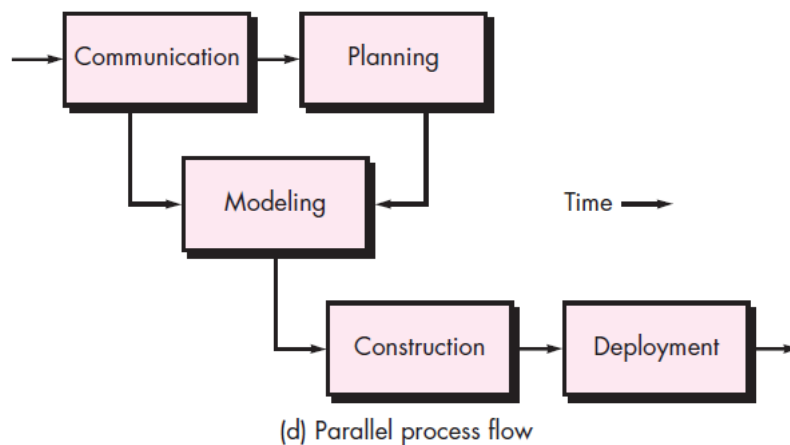 Communication
Planning
Modeling
Time
Construction
Deployment
(d) Parallel process flow